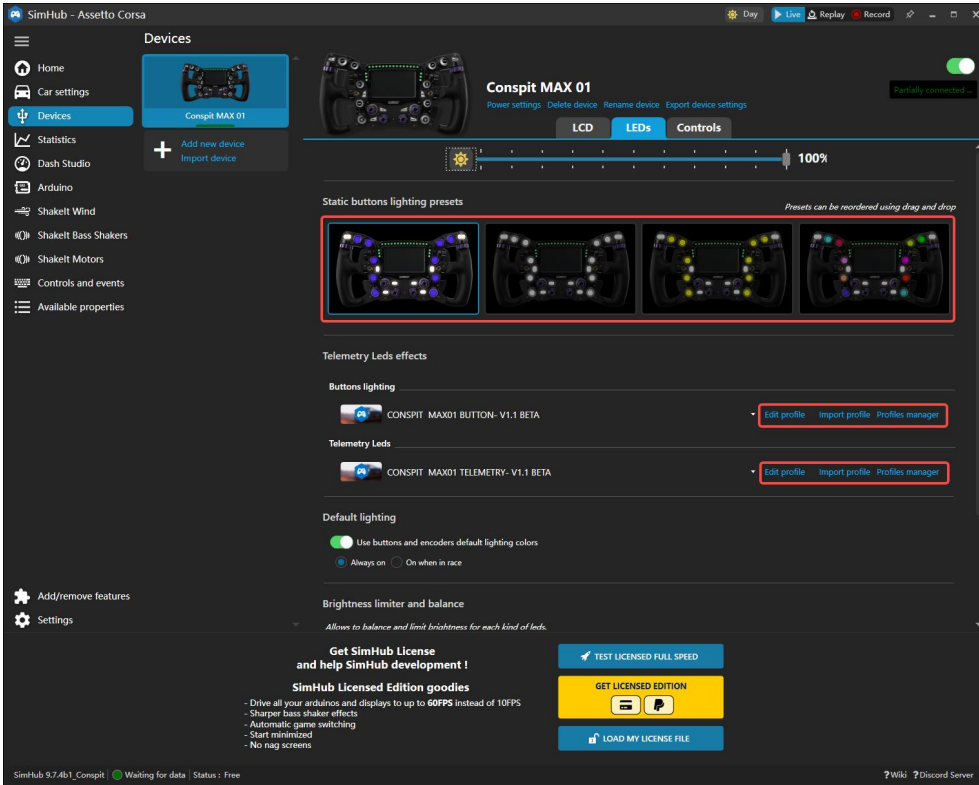 SimHub - Assetto Corsa
Day
Live
Replay
Record
Home
Car settings
Devices
Statistics
Dash Studio
Arduino
ShakeIt Wind
ShakeIt Bass Shakers
ShakeIt Motors
Controls and events
Available properties
Add/remove features
Settings
Devices
Conspit MAX 01
Add new device
Import device
Conspit MAX 01
Power settings Delete device Rename device Export device settings
Partially connected ...
LCD LEDs Controls
100%
Static buttons lighting presets
Presets can be reordered using drag and drop
Telemetry Leds effects
Buttons lighting
CONSPIT MAX01 BUTTON- V1.1 BETA
Edit profile Import profile Profiles manager
Telemetry Leds
CONSPIT MAX01 TELEMETRY- V1.1 BETA
Edit profile Import profile Profiles manager
Default lighting
Use buttons and encoders default lighting colors
Always on On when in race
Brightness limiter and balance
Allows to balance and limit brightness for each kind of leds.
Get SimHub License
and help SimHub development !
SimHub Licensed Edition goodies
- Drive all your arduinos and displays to up to 60FPS instead of 10FPS
- Sharper bass shaker effects
- Automatic game switching
- Start minimized
- No nag screens
TEST LICENSED FULL SPEED
GET LICENSED EDITION
LOAD MY LICENSE FILE
SimHub 9.7.4b1_Conspit Waiting for data Status : Free
?Wiki ?Discord Server